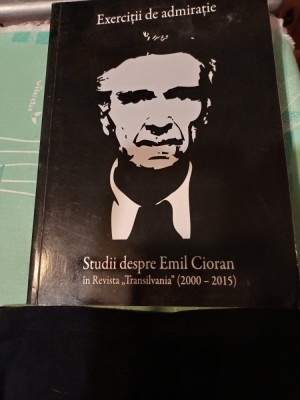 Exerciții de admirație
Studii despre Emil Cioran
în Revista „Transilvania” (2000 – 2015)